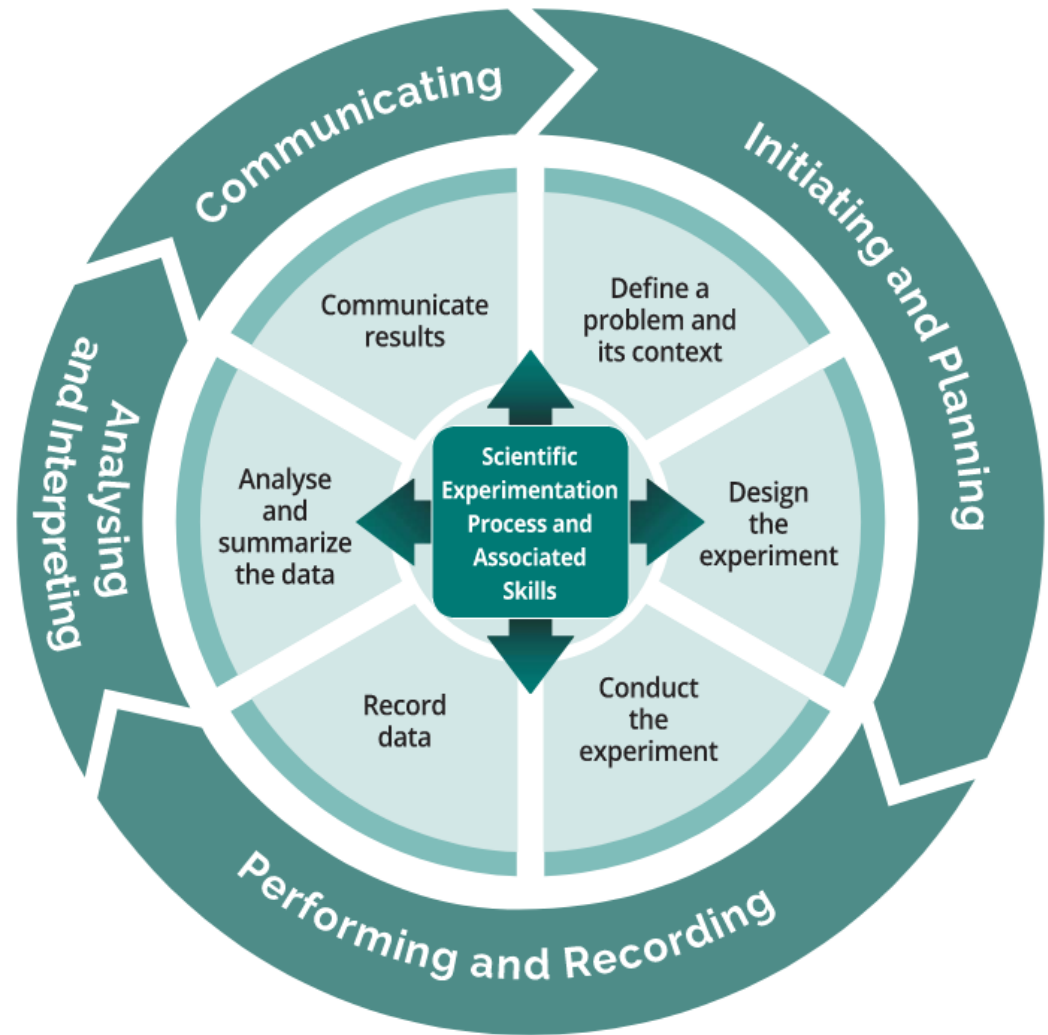 Communicating
Initiating and Planning
Performing and Recording
Analysing
and Interpreting
Define a
problem and
its context
Design
the
experiment
Conduct
the
experiment
Record
data
Analyse
and
summarize
the data
Communicate
results
Scientific
Experimentation
Process and
Associated
Skills